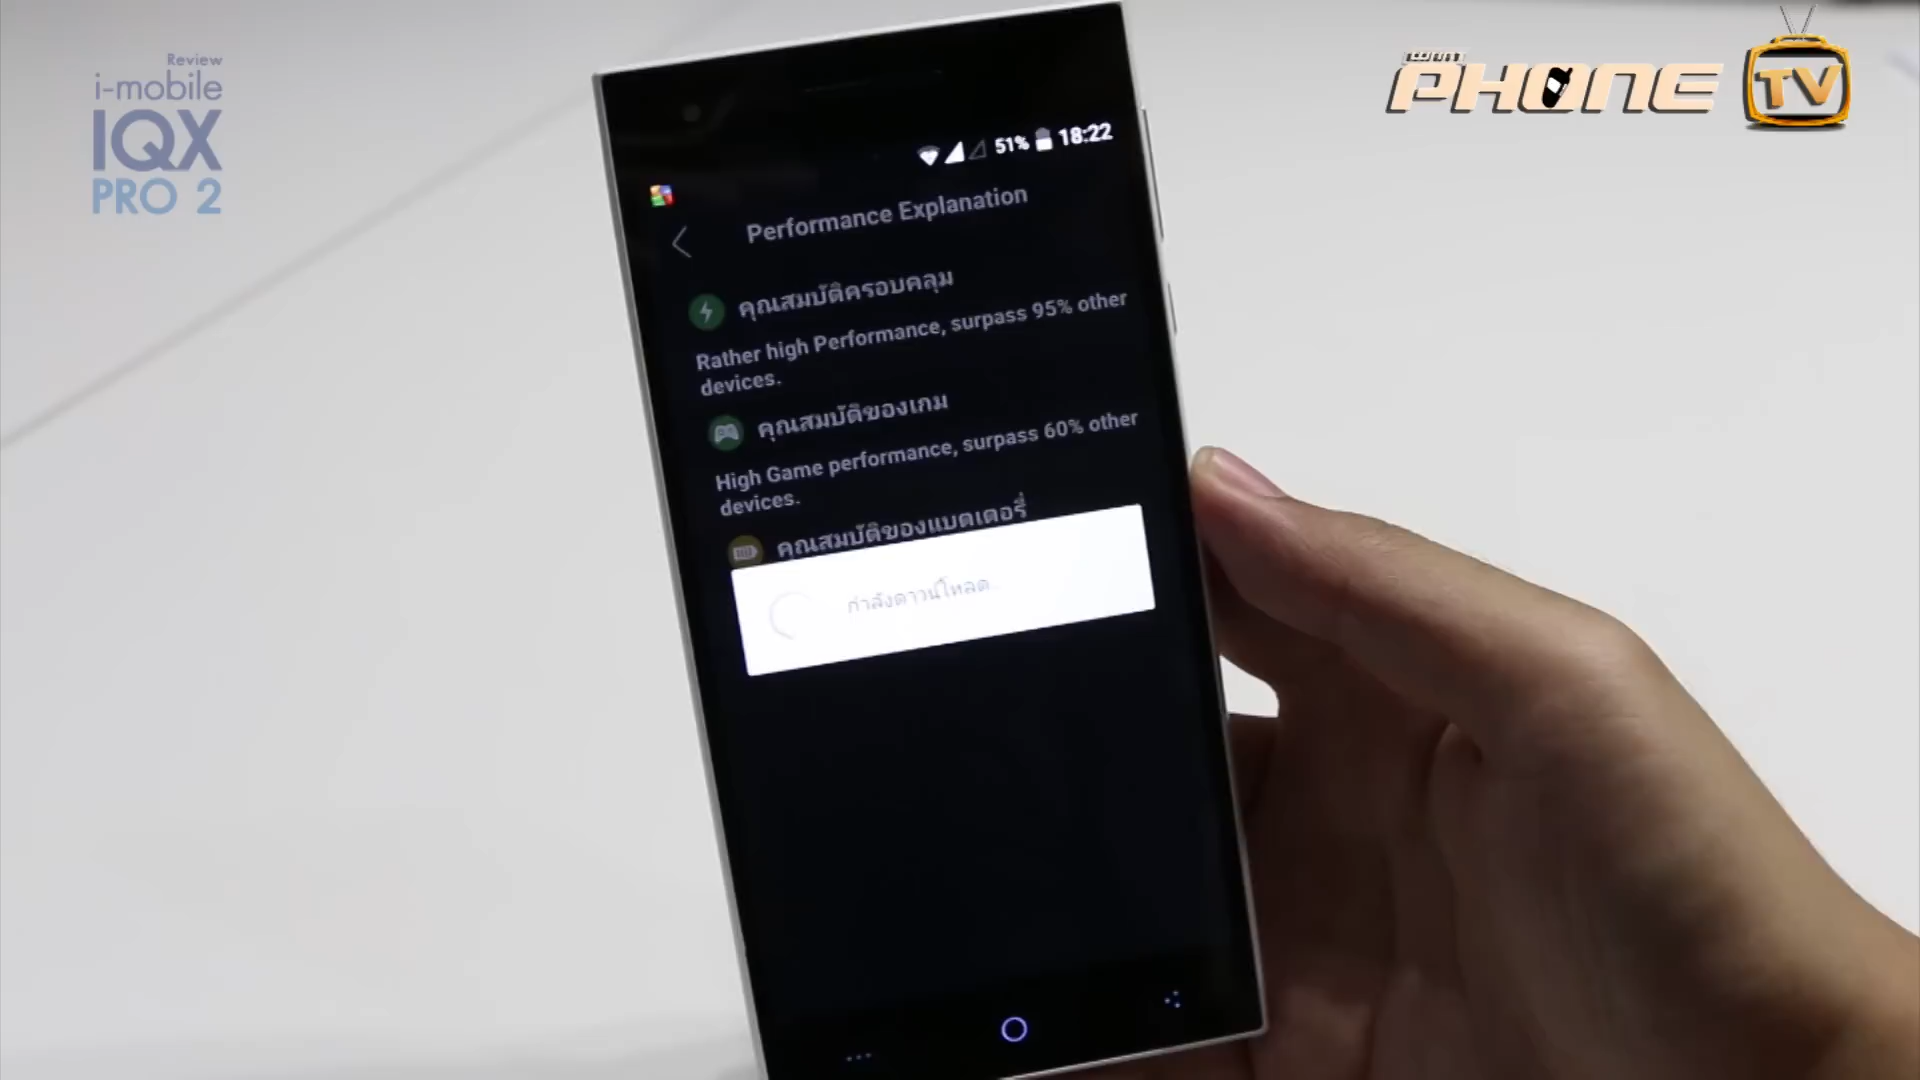 Review
i-mobile
IQX
PRO 2
PHONE TV
51% 18:22
Performance Explanation
คุณสมบัติครอบคลุม
Rather high Performance, surpass 95% other
devices.
คุณสมบัติของเกม
High Game performance, surpass 60% other
devices.
คุณสมบัติของแบตเตอรี่
กำลังดาวน์โหลด..